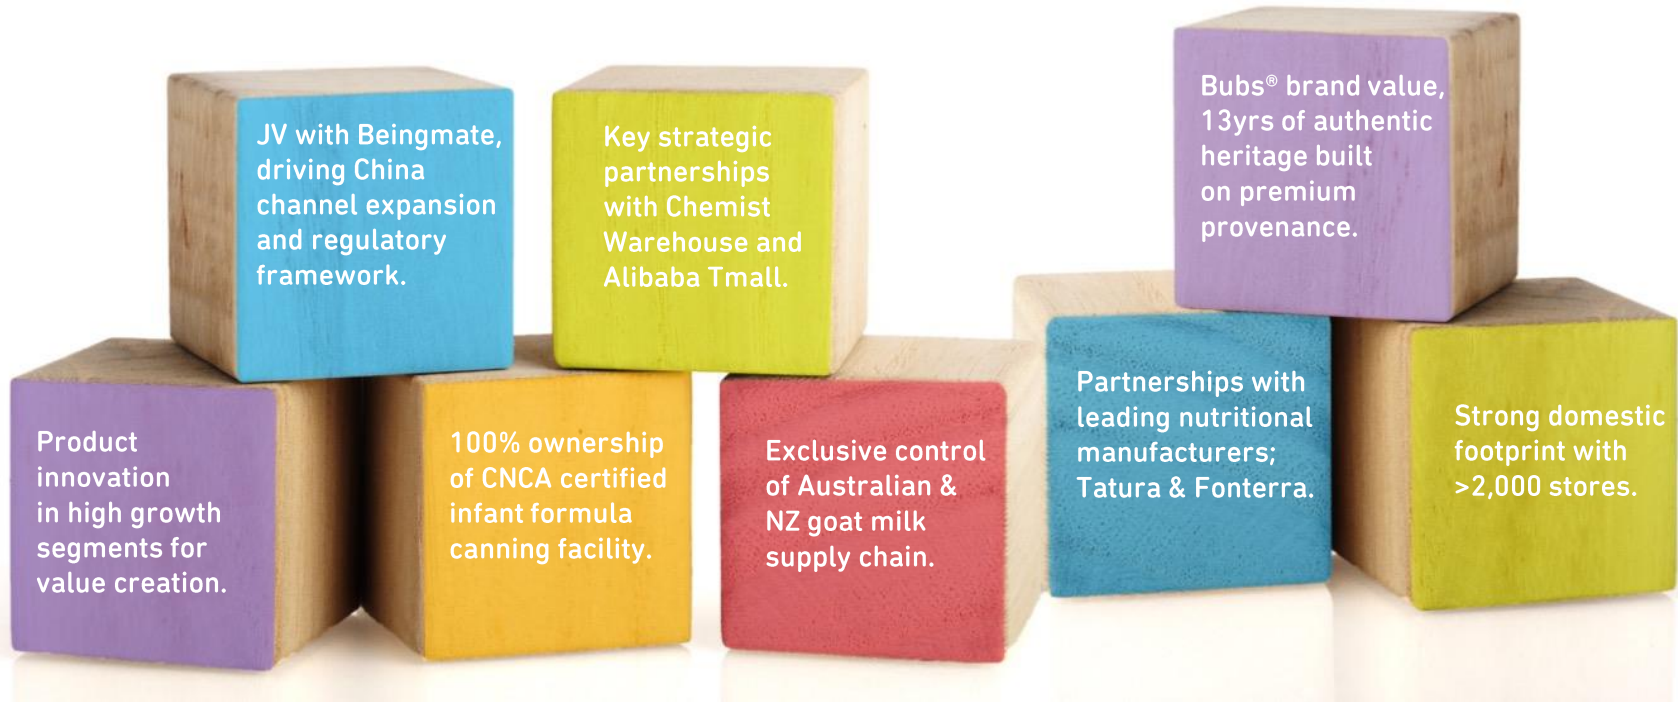 JV with Beingmate,
driving China
channel expansion
and regulatory
framework.
Key strategic
partnerships
with Chemist
Warehouse and
Alibaba Tmall.
Bubs® brand value,
13yrs of authentic
heritage built
on premium
provenance.
Product
innovation
in high growth
segments for
value creation.
100% ownership
of CNCA certified
infant formula
canning facility.
Exclusive control
of Australian &
NZ goat milk
supply chain.
Partnerships with
leading nutritional
manufacturers;
Tatura & Fonterra.
Strong domestic
footprint with
>2,000 stores.